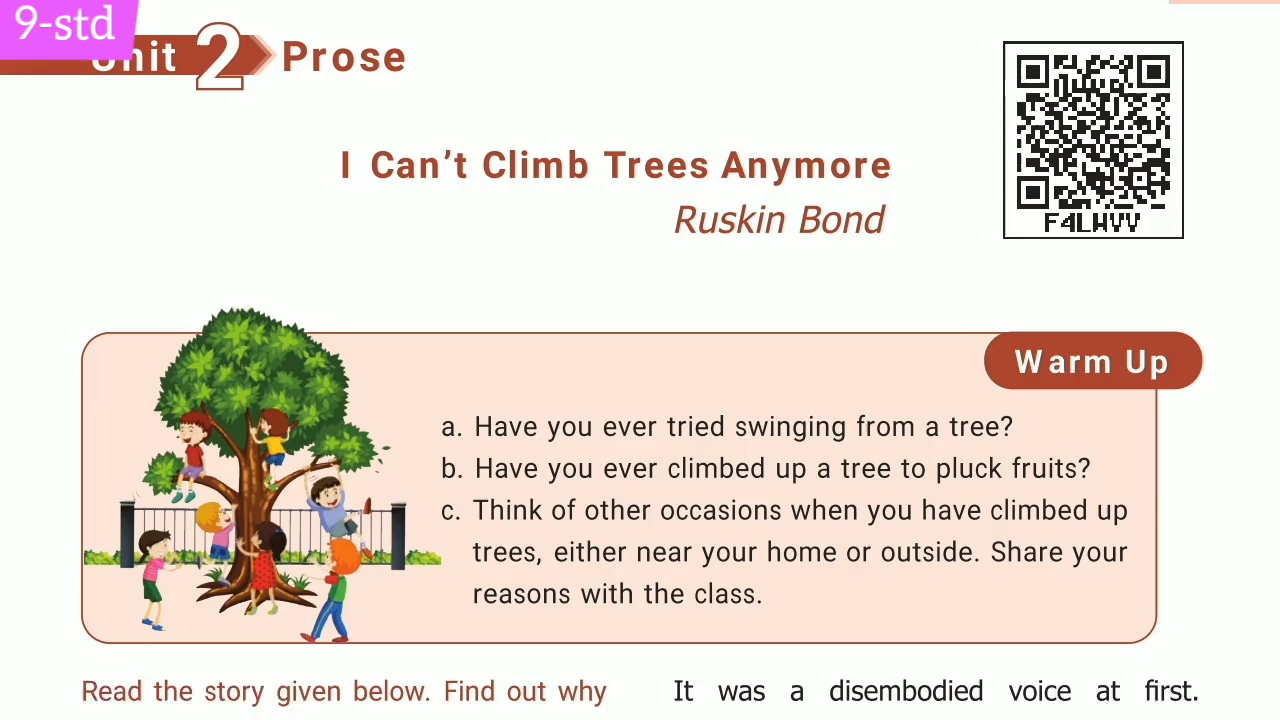 9-std
Unit 2 Prose
I Can't Climb Trees Anymore
Ruskin Bond
F4LWVV
Warm Up
a. Have you ever tried swinging from a tree?
b. Have you ever climbed up a tree to pluck fruits?
c. Think of other occasions when you have climbed up
trees, either near your home or outside. Share your
reasons with the class.
Read the story given below. Find out why
It was a disembodied voice at first.